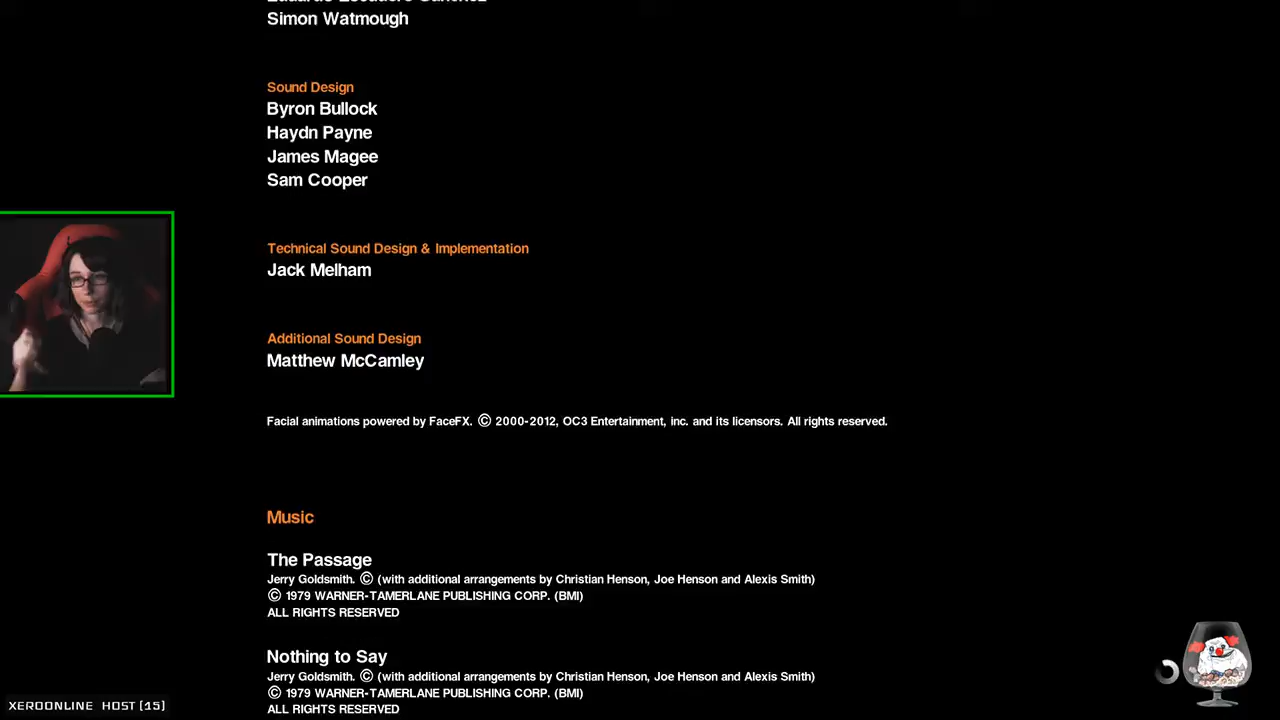 Simon Watmough
Sound Design
Byron Bullock
Haydn Payne
James Magee
Sam Cooper
Technical Sound Design & Implementation
Jack Melham
Additional Sound Design
Matthew McCamley
Facial animations powered by FaceFX. © 2000-2012, OC3 Entertainment, inc. and its licensors. All rights reserved.
Music
The Passage
Jerry Goldsmith. © (with additional arrangements by Christian Henson, Joe Henson and Alexis Smith)
© 1979 WARNER-TAMERLANE PUBLISHING CORP. (BMI)
ALL RIGHTS RESERVED
Nothing to Say
Jerry Goldsmith. © (with additional arrangements by Christian Henson, Joe Henson and Alexis Smith)
© 1979 WARNER-TAMERLANE PUBLISHING CORP. (BMI)
ALL RIGHTS RESERVED
XEROONLINE HOST [15]